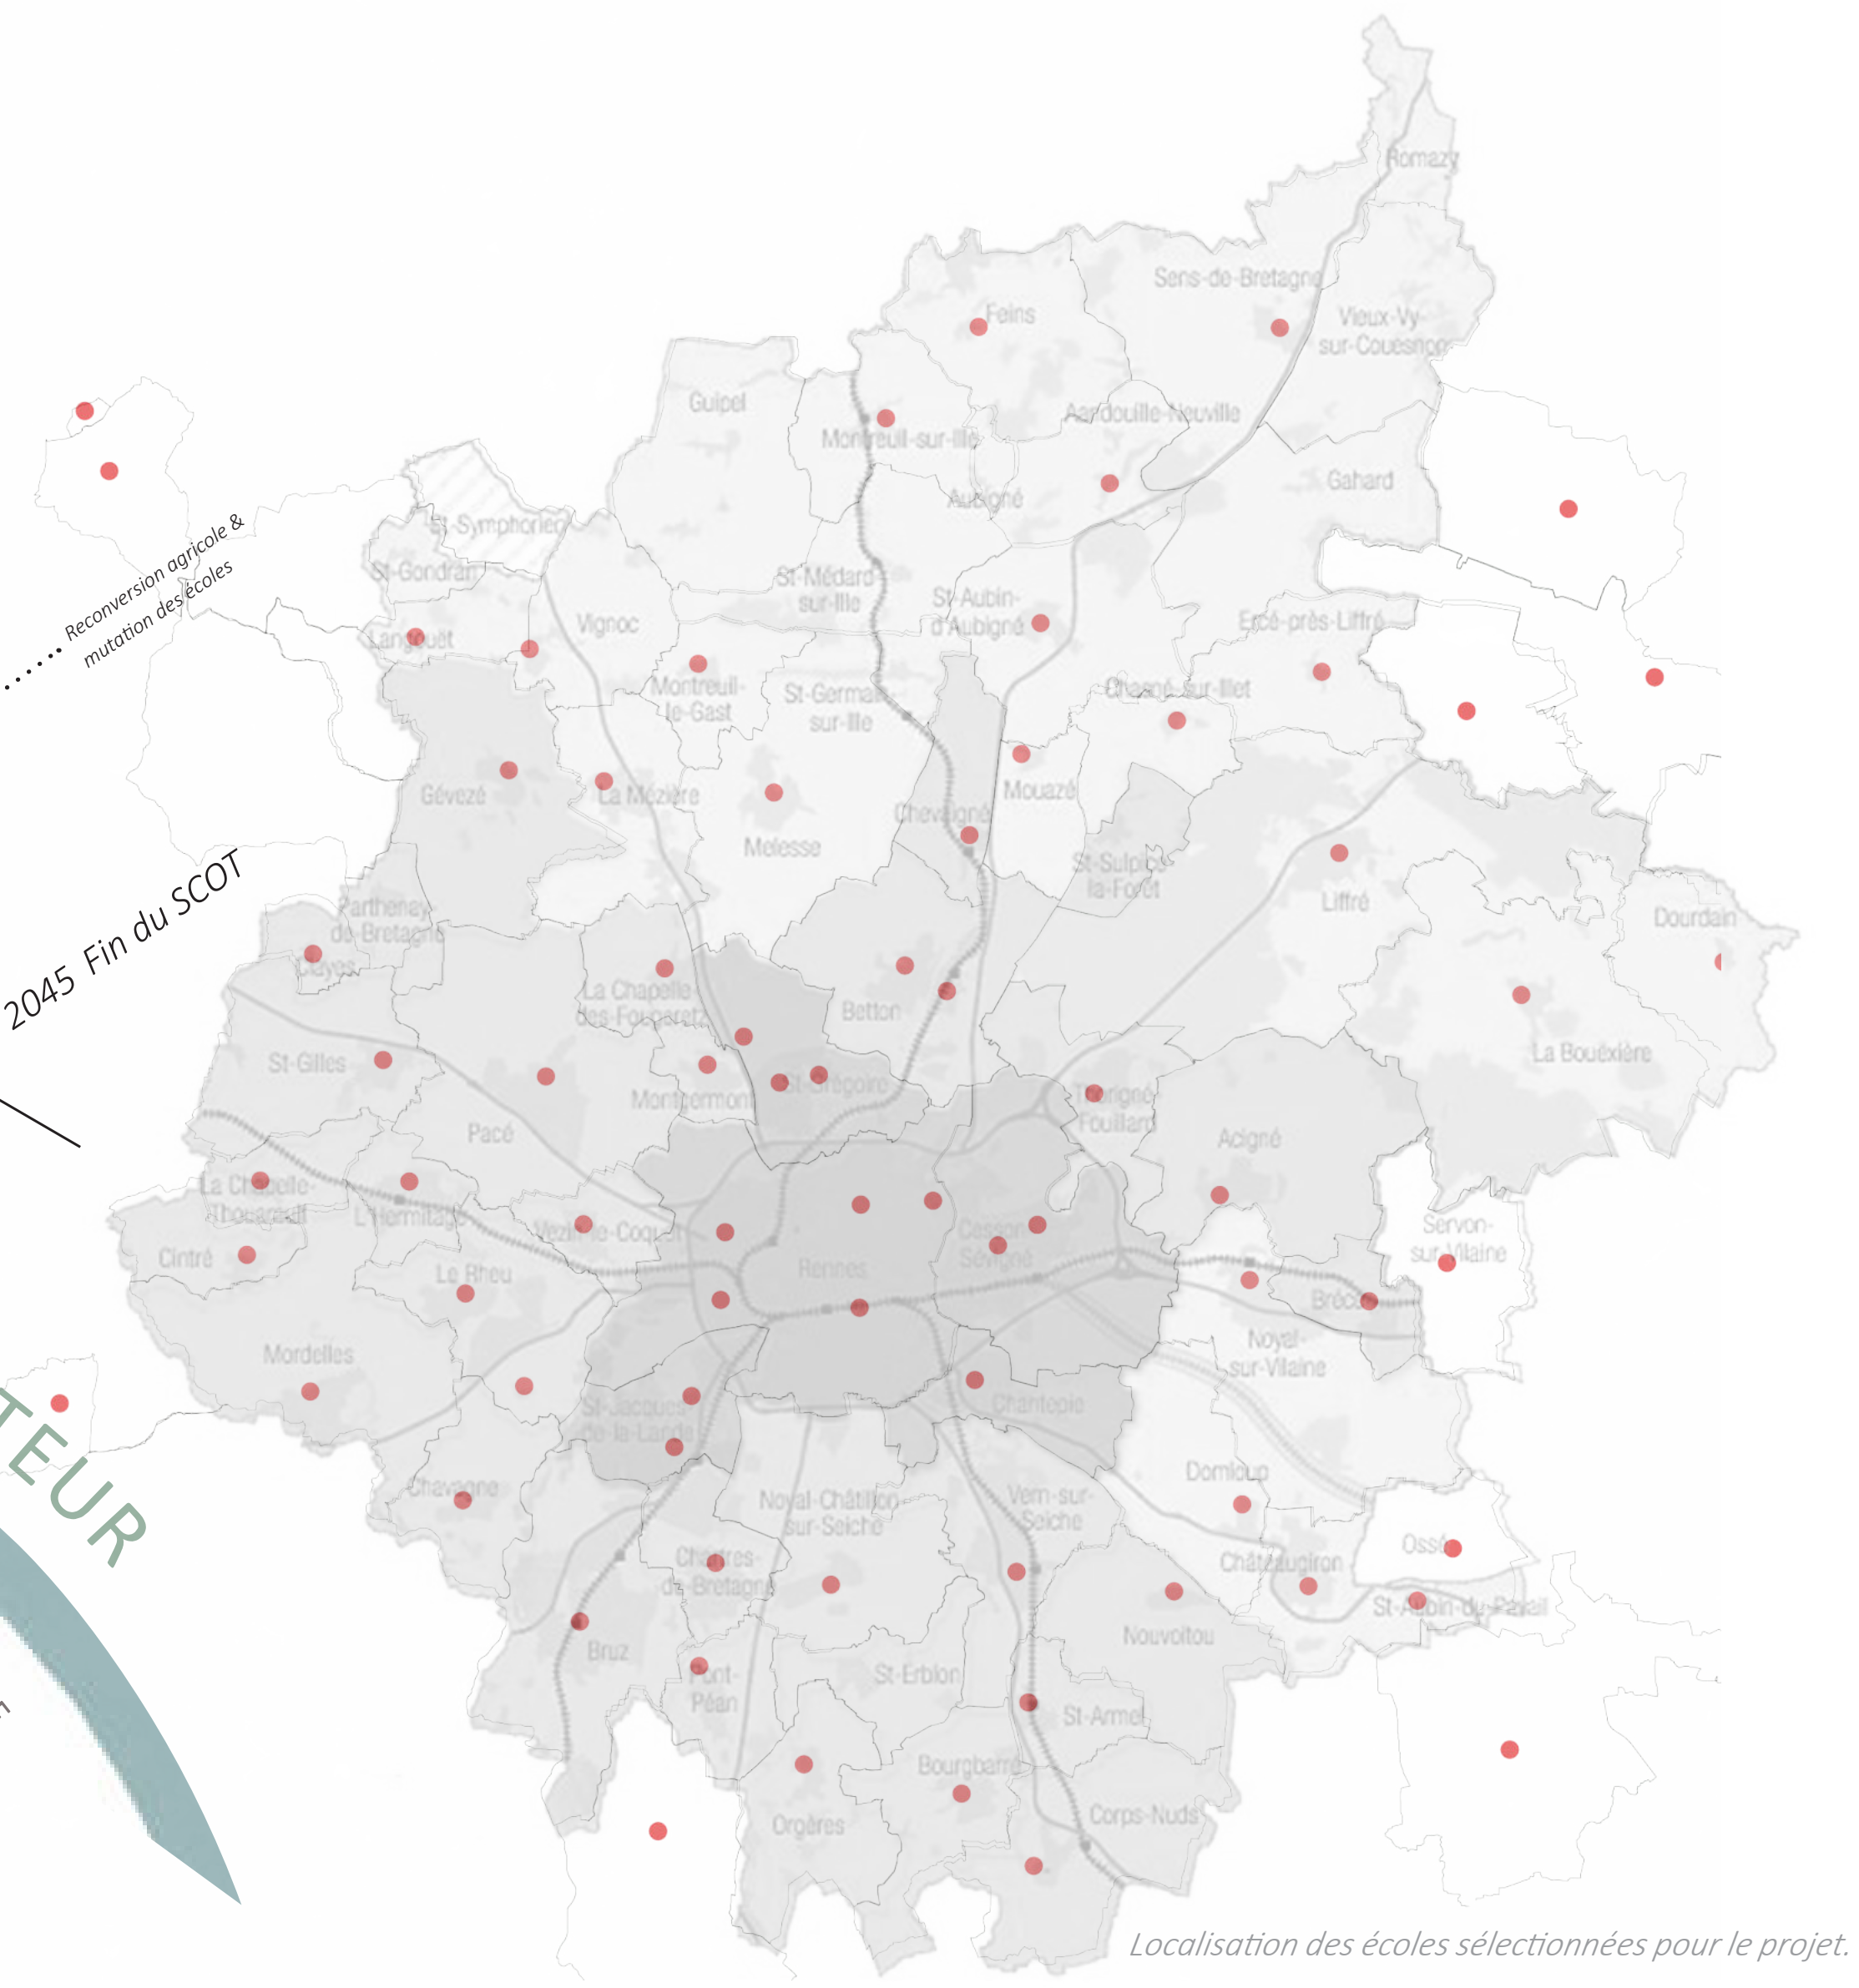 Romazy
Sens-de-Bretagne
Feins
Vieux-Vy-
sur-Couesnon
Guipel
Montreuil-sur-Ille
Aandouille-Neuville
Gahard
Aubigné
St-Symphorien
Reconversion agricole &
mutation des écoles
St-Gondran
St-Médard-
sur-Ille
St-Aubin-
d'Aubigné
Langouët
Vignoc
Ercé-près-Liffré
Montreuil-
le-Gast
St-Germain
sur-Ille
Chasné-sur-Illet
Gévezé
La Mézière
Mouazé
Chevaigné
Melesse
St-Sulpice
la-Forêt
Liffré
2045 Fin du SCOT
Parthenay-
de-Bretagne
Dourdain
Clayes
La Chapelle
des-Fougeretz
Betton
St-Gilles
La Bouëxière
St-Grégoire
Montgermont
Thorigné-
Fouillard
Pacé
Acigné
La Chapelle-
Thouarault
L'Hermitage
Vezin-le-Coquet
Cesson
Sévigné
Servon-
sur-Vilaine
Cintré
Le Rheu
Rennes
Brécé
Noyal-
sur-Vilaine
Mordelles
St-Jacques
de-la-Lande
Chantepie
TEUR
Chavagne
Domloup
Noyal-Châtillon
sur-Seiche
Vern-sur-
Seiche
Ossé
Chartres-
de-Bretagne
Châteaugiron
St-Aubin-du-Pavail
Bruz
Nouvoitou
Pont-
Péan
St-Erblon
St-Armel
Bourgbarré
Orgères
Corps-Nuds
Localisation des écoles sélectionnées pour le projet.